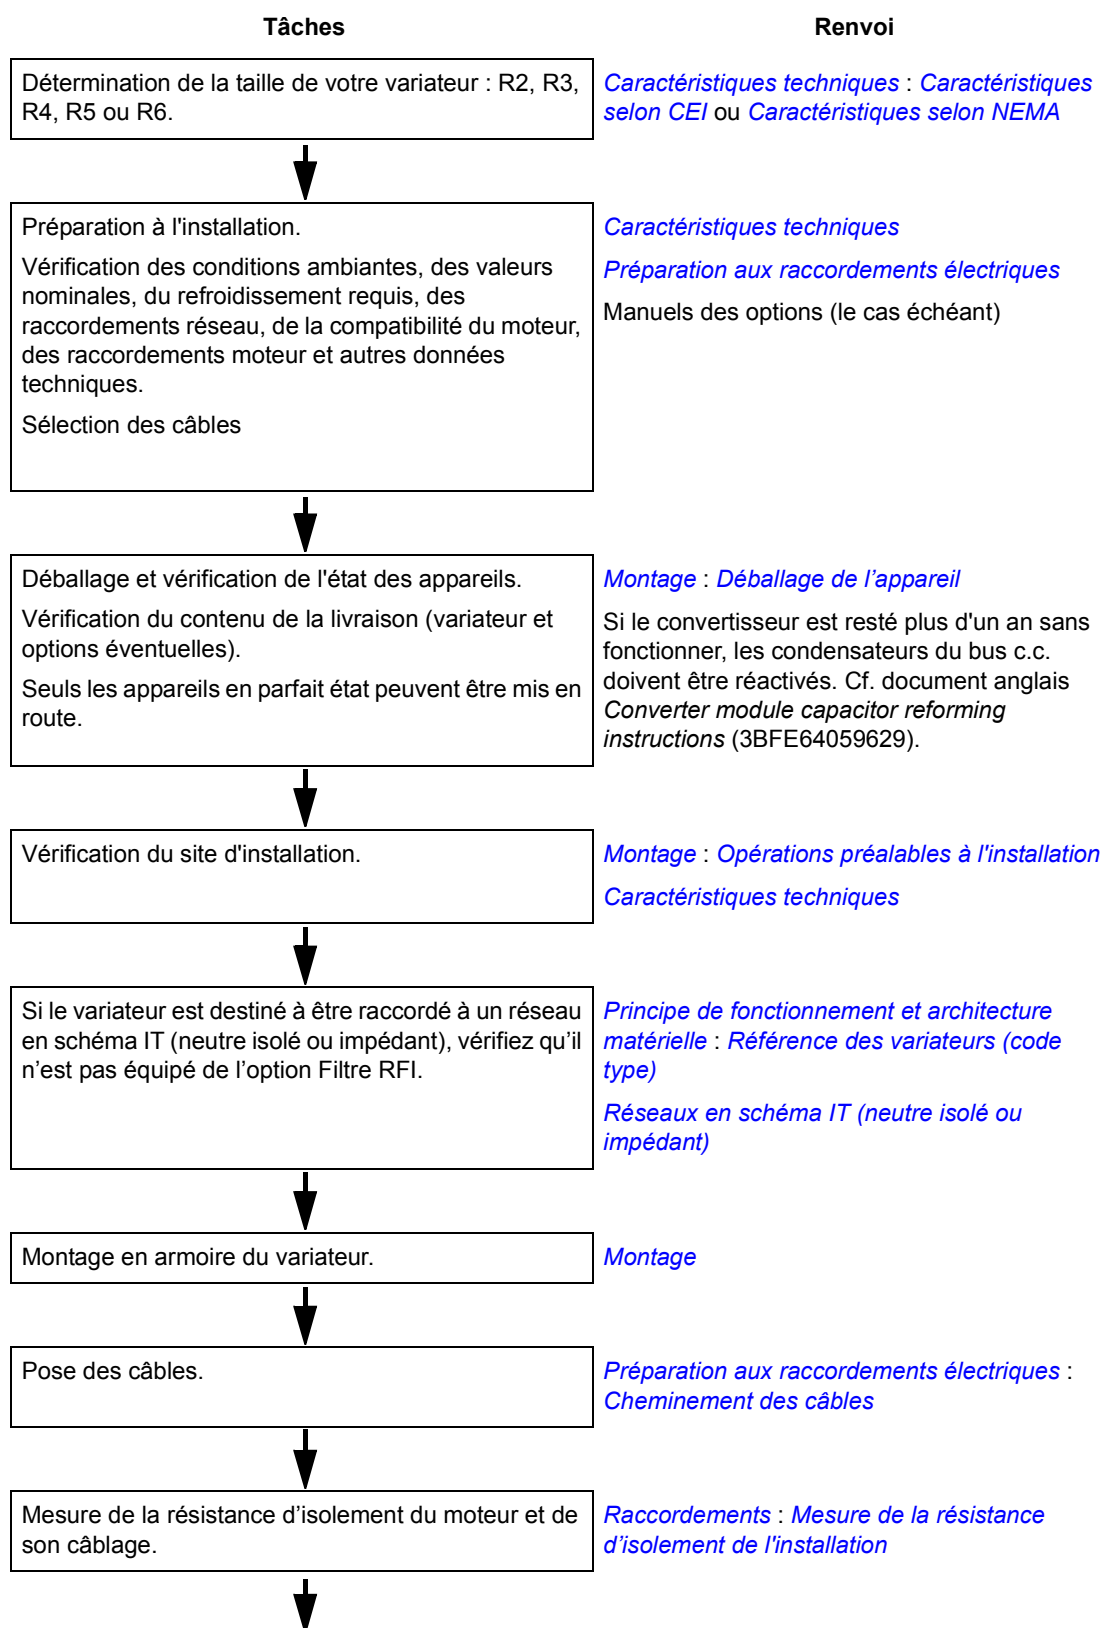 Tâches
Renvoi
Détermination de la taille de votre variateur : R2, R3,
R4, R5 ou R6.
Caractéristiques techniques : Caractéristiques
selon CEI ou Caractéristiques selon NEMA
Préparation à l'installation.
Vérification des conditions ambiantes, des valeurs
nominales, du refroidissement requis, des
raccordements réseau, de la compatibilité du moteur,
des raccordements moteur et autres données
techniques.
Sélection des câbles
Caractéristiques techniques
Préparation aux raccordements électriques
Manuels des options (le cas échéant)
Déballage et vérification de l'état des appareils.
Vérification du contenu de la livraison (variateur et
options éventuelles).
Seuls les appareils en parfait état peuvent être mis en
route.
Montage : Déballage de l’appareil
Si le convertisseur est resté plus d'un an sans
fonctionner, les condensateurs du bus c.c.
doivent être réactivés. Cf. document anglais
Converter module capacitor reforming
instructions (3BFE64059629).
Vérification du site d'installation.
Montage : Opérations préalables à l'installation
Caractéristiques techniques
Si le variateur est destiné à être raccordé à un réseau
en schéma IT (neutre isolé ou impédant), vérifiez qu’il
n’est pas équipé de l’option Filtre RFI.
Principe de fonctionnement et architecture
matérielle : Référence des variateurs (code
type)
Réseaux en schéma IT (neutre isolé ou
impédant)
Montage en armoire du variateur.
Montage
Pose des câbles.
Préparation aux raccordements électriques :
Cheminement des câbles
Mesure de la résistance d’isolement du moteur et de
son câblage.
Raccordements : Mesure de la résistance
d’isolement de l'installation